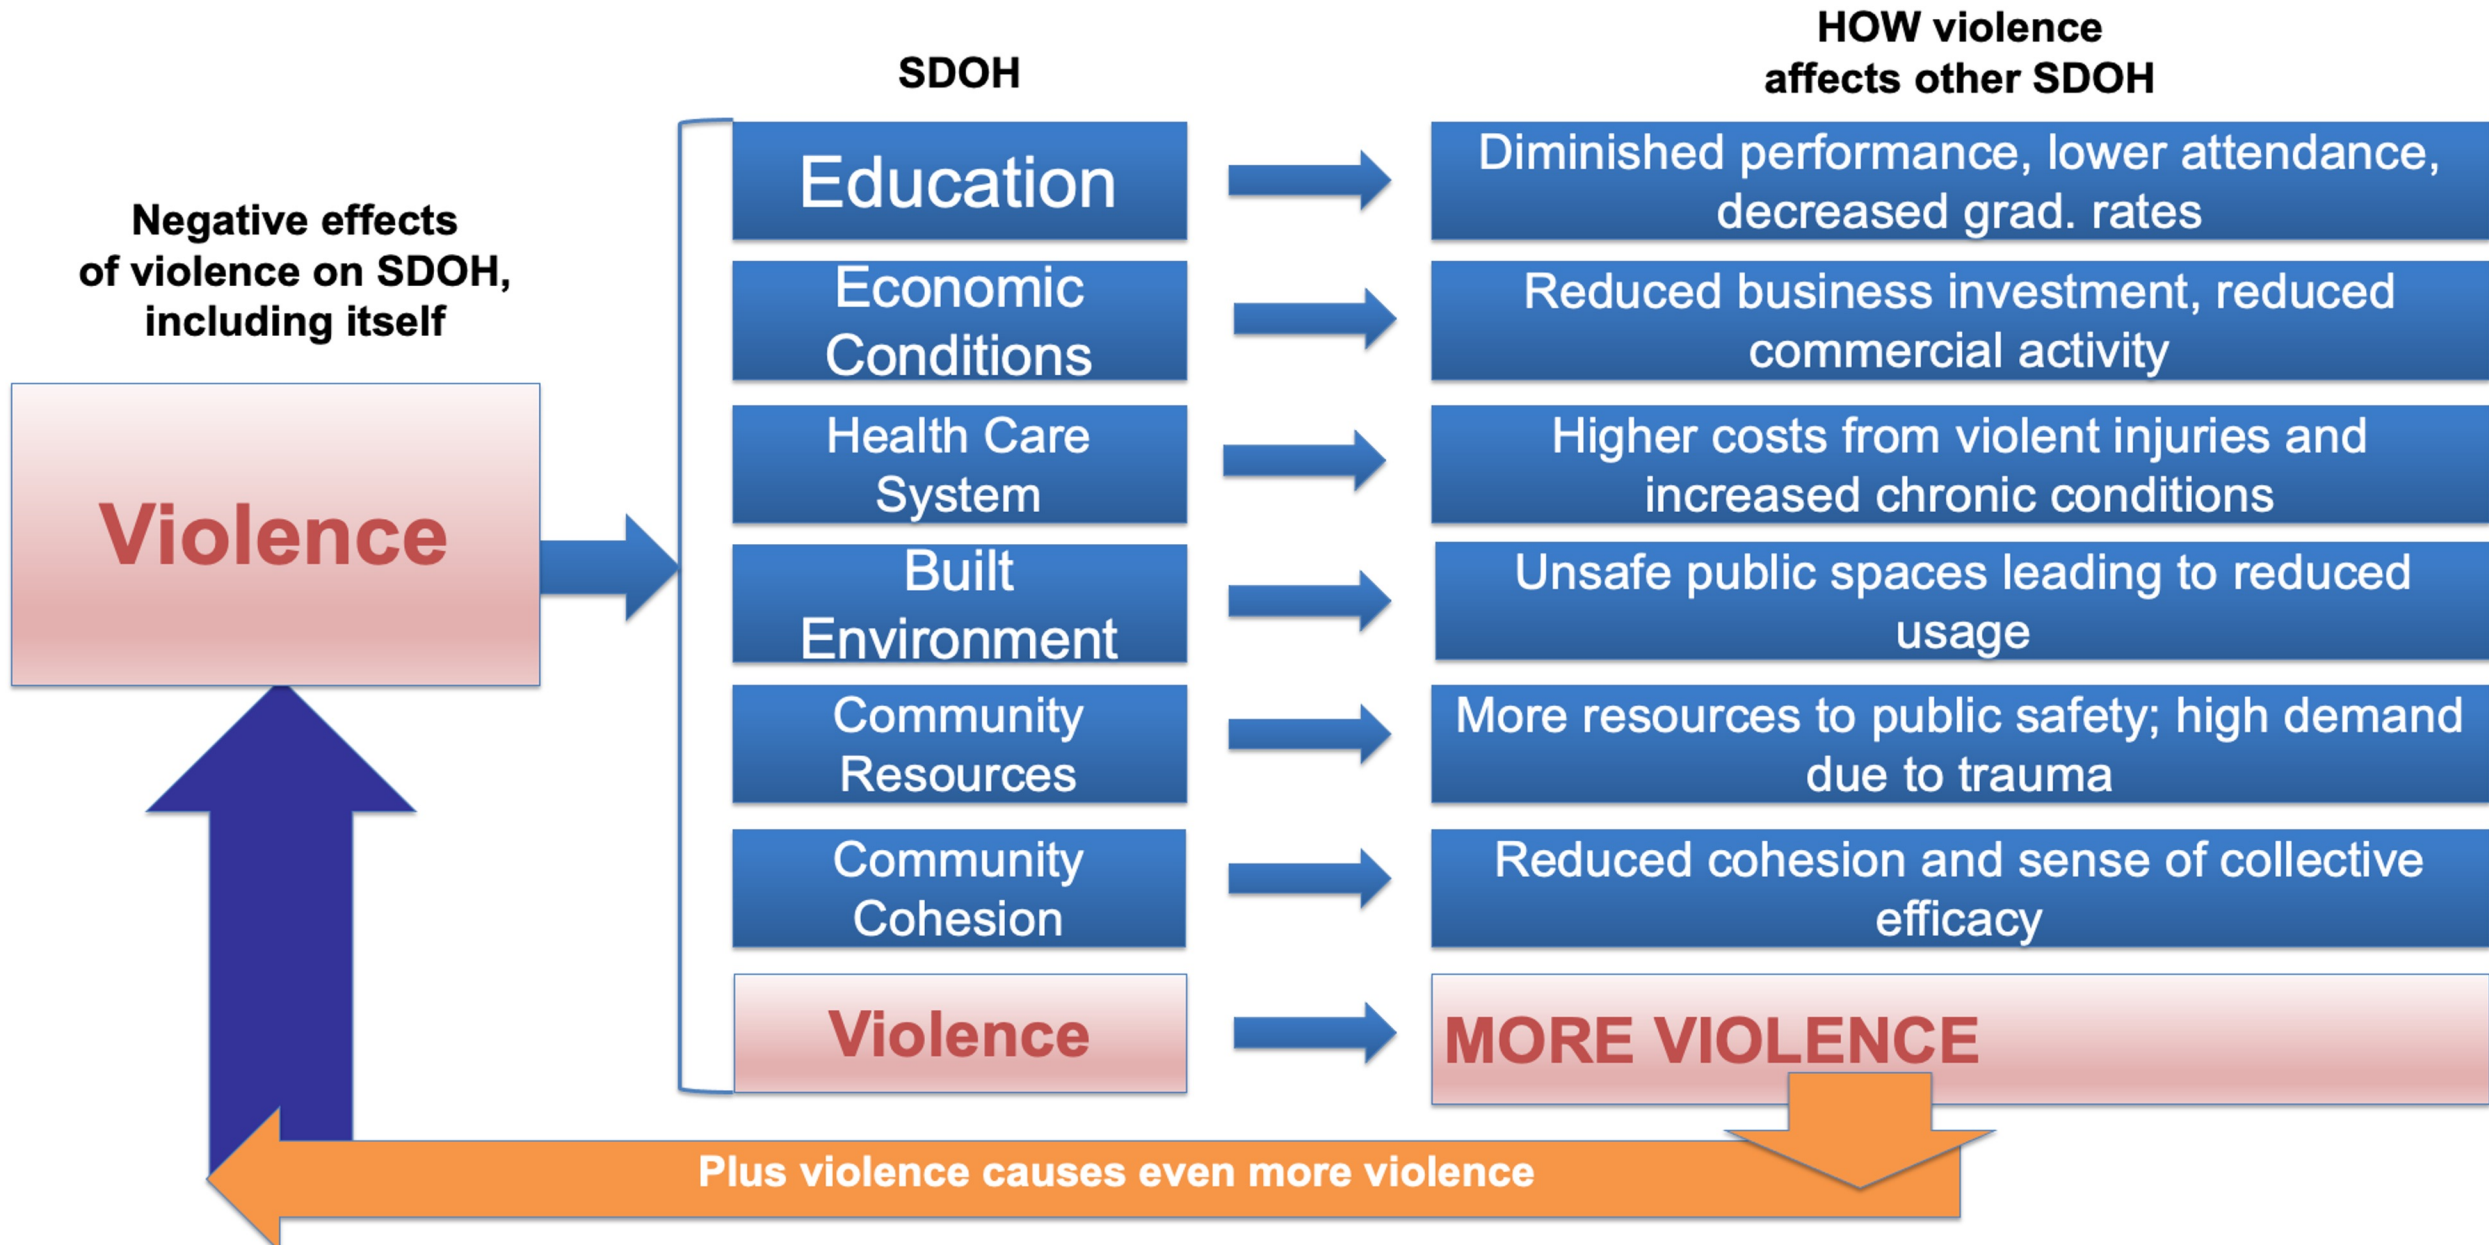 SDOH
HOW violence
affects other SDOH
Negative effects
of violence on SDOH,
including itself
Violence
Education
Diminished performance, lower attendance,
decreased grad. rates
Economic
Conditions
Reduced business investment, reduced
commercial activity
Health Care
System
Higher costs from violent injuries and
increased chronic conditions
Built
Environment
Unsafe public spaces leading to reduced
usage
Community
Resources
More resources to public safety; high demand
due to trauma
Community
Cohesion
Reduced cohesion and sense of collective
efficacy
Violence
MORE VIOLENCE
Plus violence causes even more violence